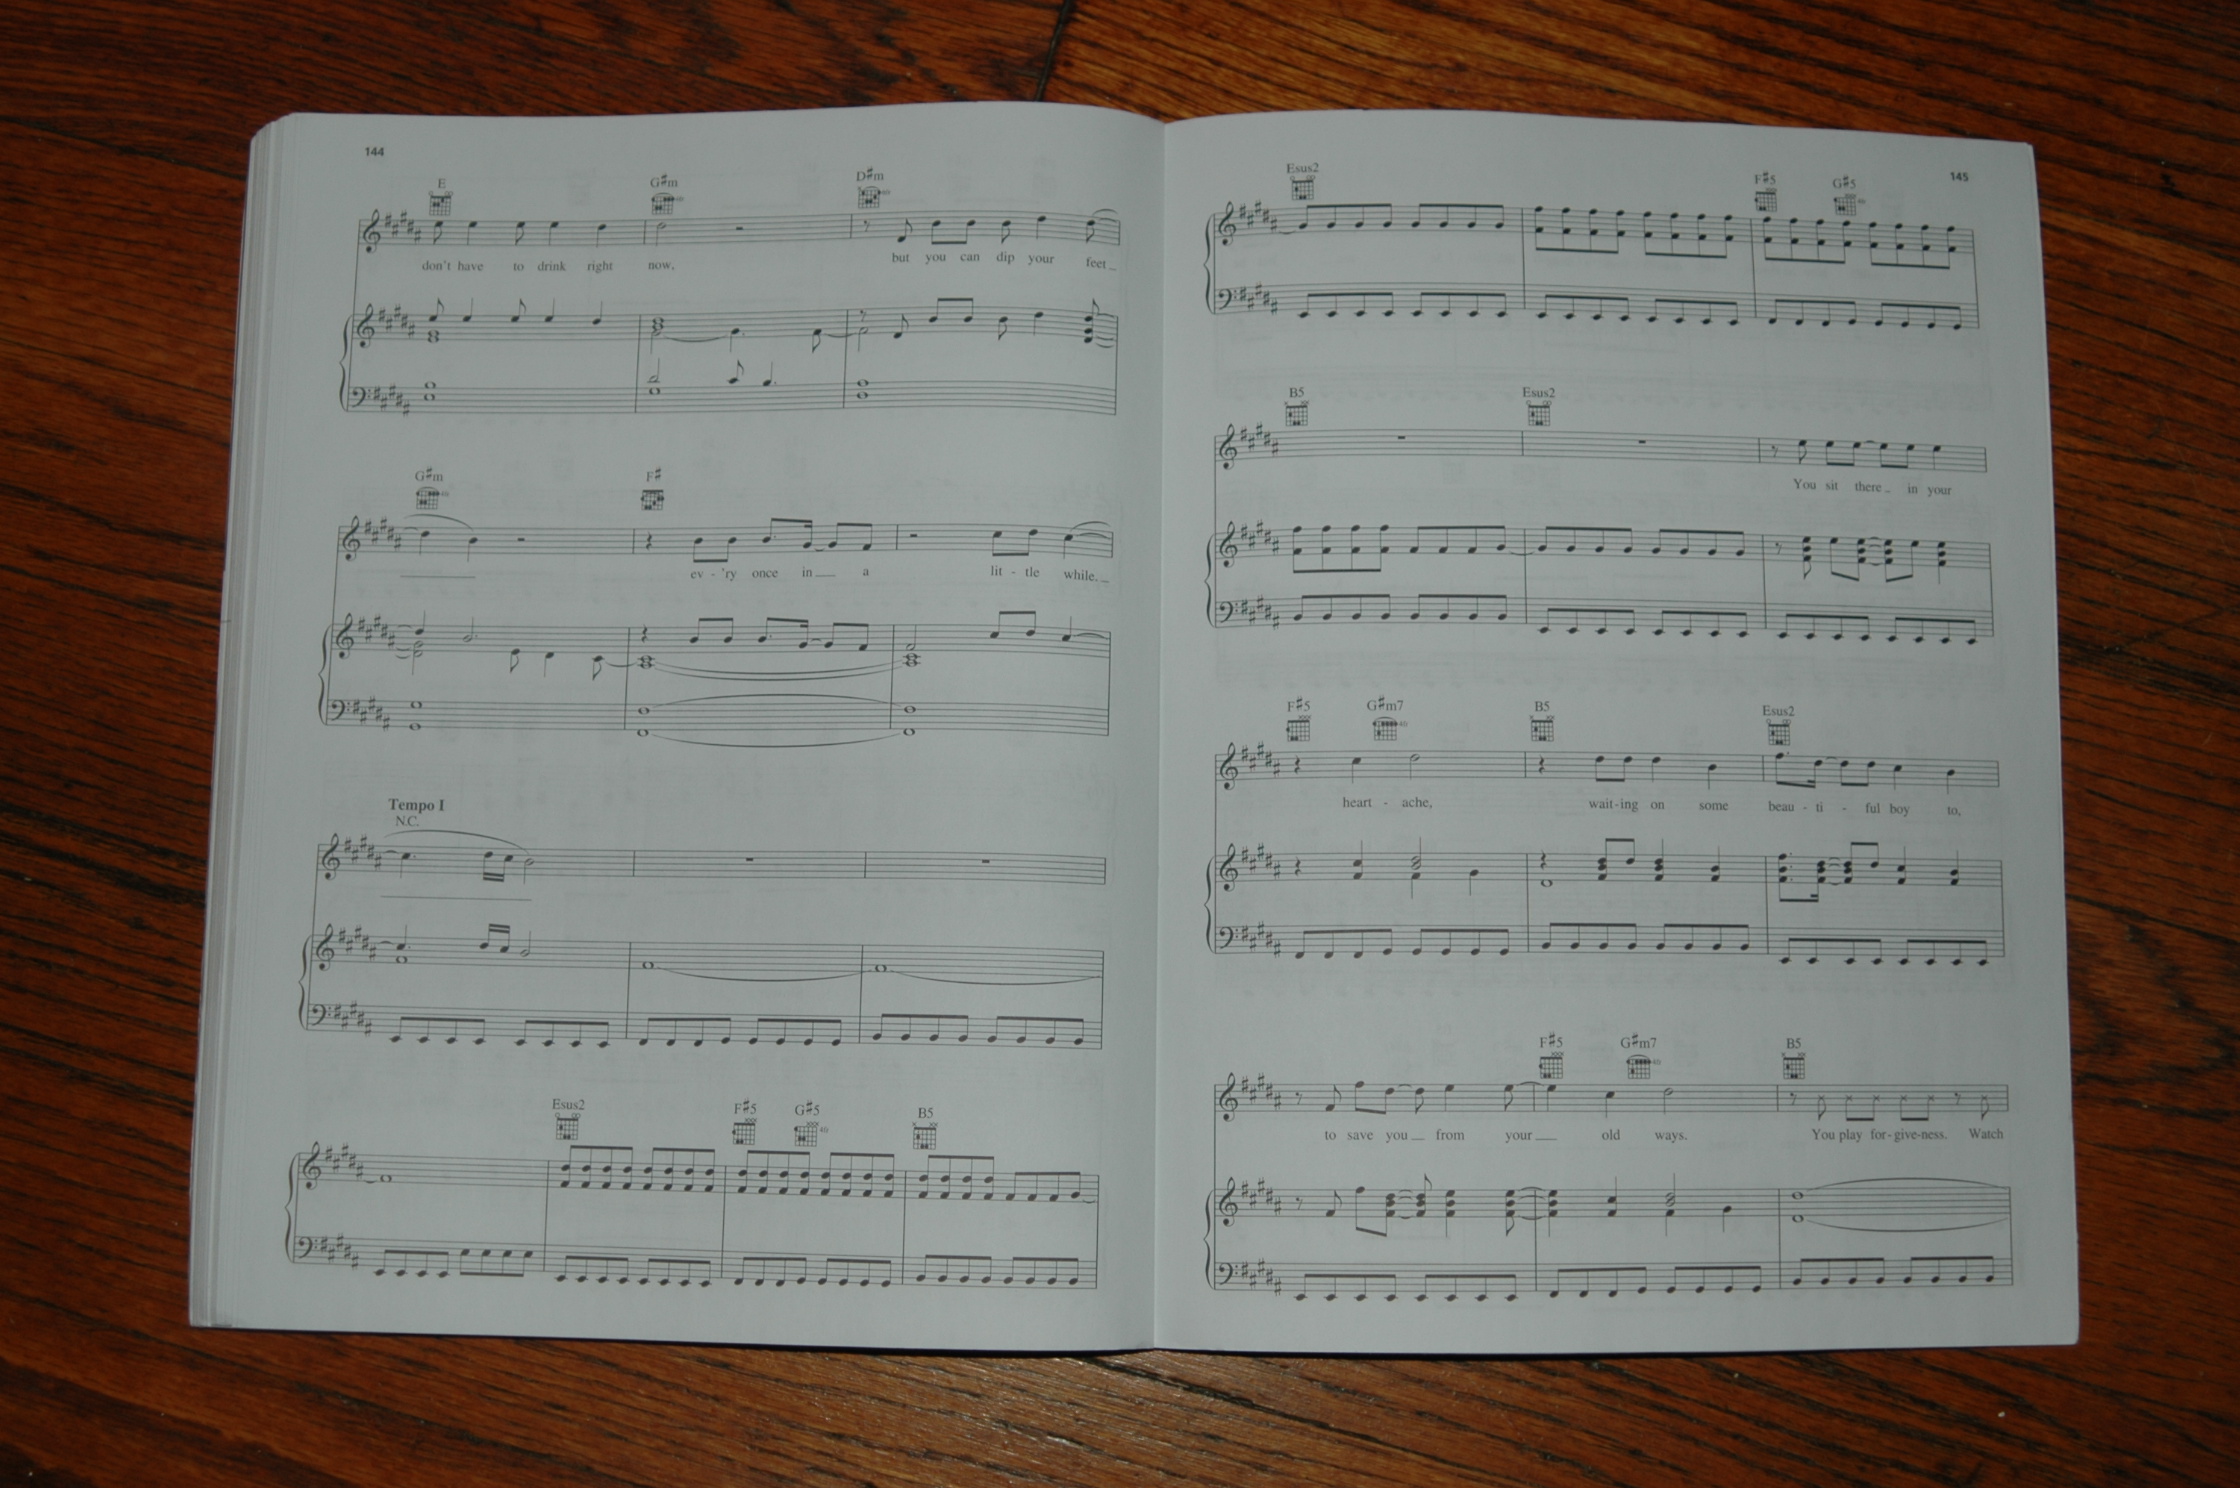 144
E G♯m D♯m
don't have to drink right now, but you can dip your feet_
G♯m F♯
ev - 'ry once in__ a lit - tle while._
Tempo I
N.C.
Esus2 F♯5 G♯5 B5
145
Esus2 F♯5 G♯5
B5 Esus2
You sit there_ in your
F♯5 G♯m7 B5 Esus2
heart - ache, wait - ing on some beau - ti - ful boy to,
F♯5 G♯m7 B5
to save you_ from your__ old ways. You play for - give - ness. Watch